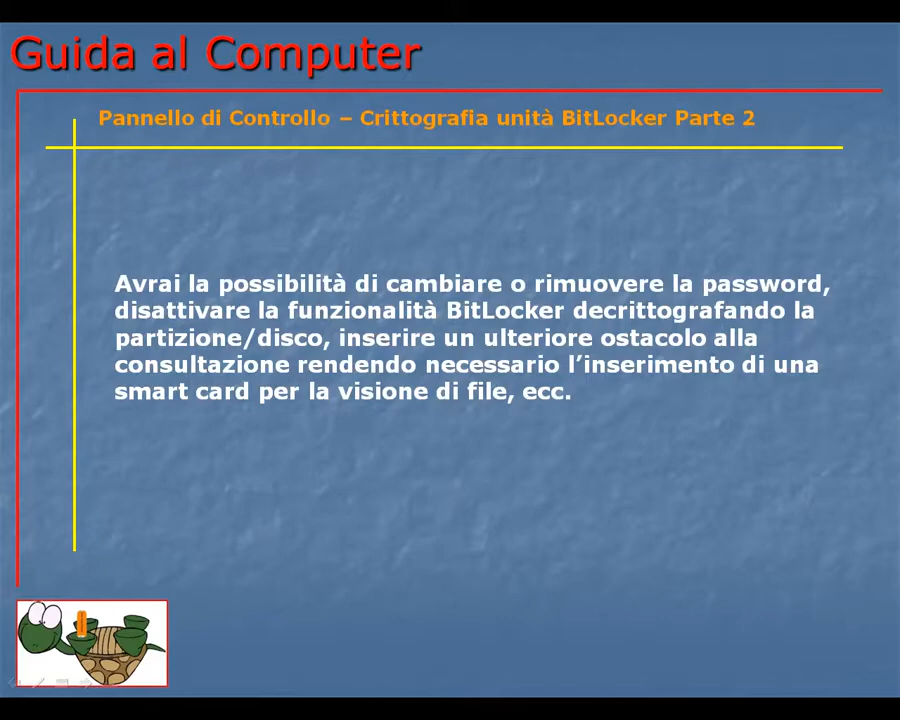 Guida al Computer
Pannello di Controllo – Crittografia unità BitLocker Parte 2
Avrai la possibilità di cambiare o rimuovere la password,
disattivare la funzionalità BitLocker decrittografando la
partizione/disco, inserire un ulteriore ostacolo alla
consultazione rendendo necessario l’inserimento di una
smart card per la visione di file, ecc.